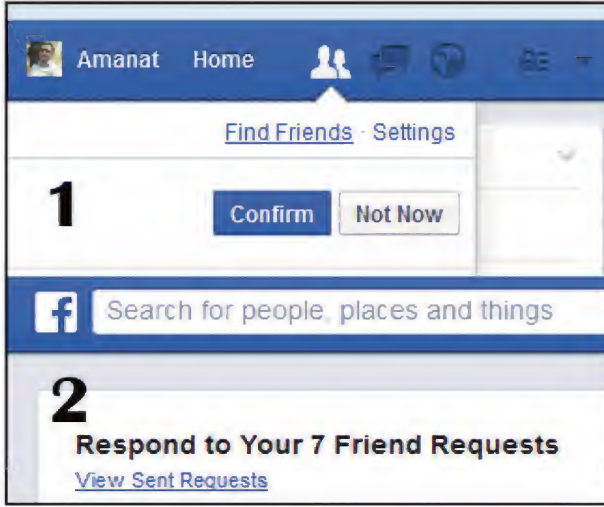 Amanat Home
Find Friends · Settings
1
Confirm Not Now
f Search for people, places and things
2
Respond to Your 7 Friend Requests
View Sent Requests